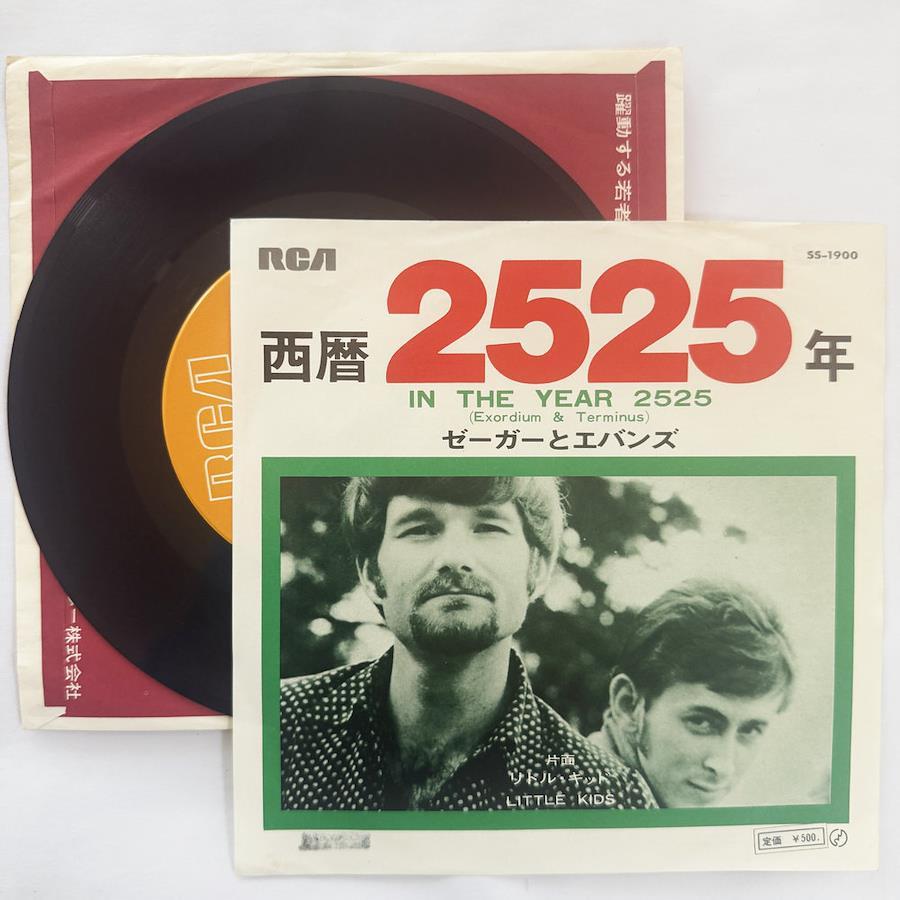 躍動する若者
RCA
ー株式会社
RCA
SS-1900
西暦 2525 年
IN THE YEAR 2525
(Exordium & Terminus)
ゼーガーとエバンズ
片面
リトル・キッド
LITTLE KIDS
定価 ¥500.